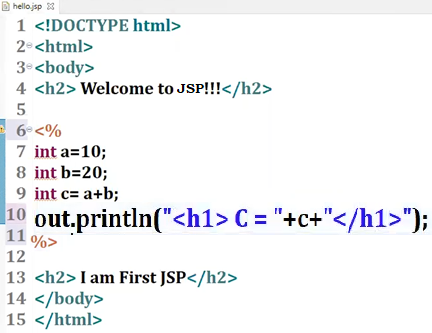 hello.jsp
1 <!DOCTYPE html>
2 <html>
3 <body>
4 <h2> Welcome to JSP!!!</h2>
5
6 <%
7 int a=10;
8 int b=20;
9 int c= a+b;
10 out.println("<h1> C = "+c+"</h1>");
11 %>
12
13 <h2> I am First JSP</h2>
14 </body>
15 </html>